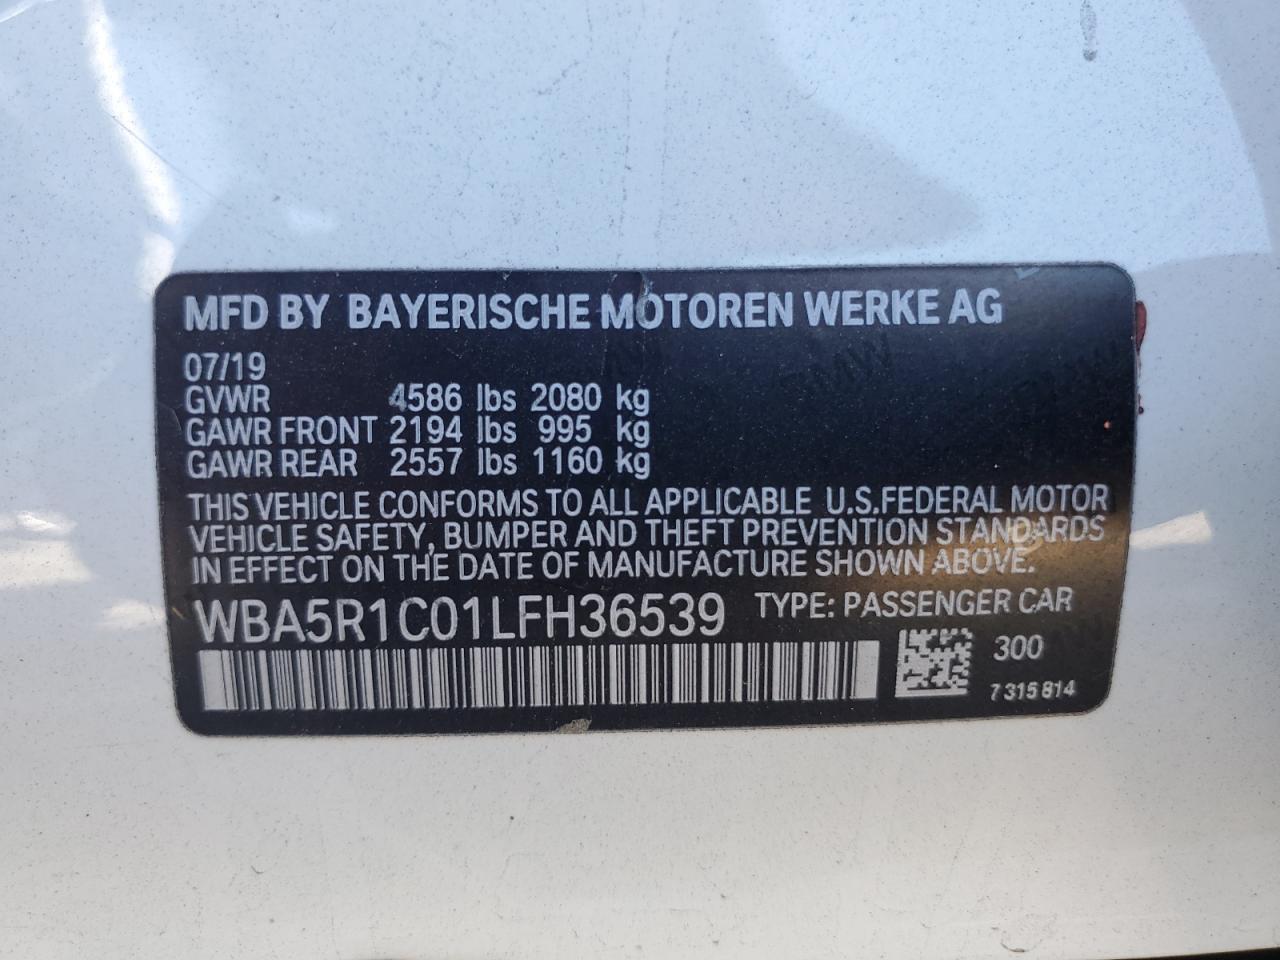 MFD BY BAYERISCHE MOTOREN WERKE AG
07/19
GVWR 4586 lbs 2080 kg
GAWR FRONT 2194 lbs 995 kg
GAWR REAR 2557 lbs 1160 kg
THIS VEHICLE CONFORMS TO ALL APPLICABLE U.S.FEDERAL MOTOR
VEHICLE SAFETY, BUMPER AND THEFT PREVENTION STANDARDS
IN EFFECT ON THE DATE OF MANUFACTURE SHOWN ABOVE.
WBA5R1C01LFH36539 TYPE: PASSENGER CAR
300
7 315 814